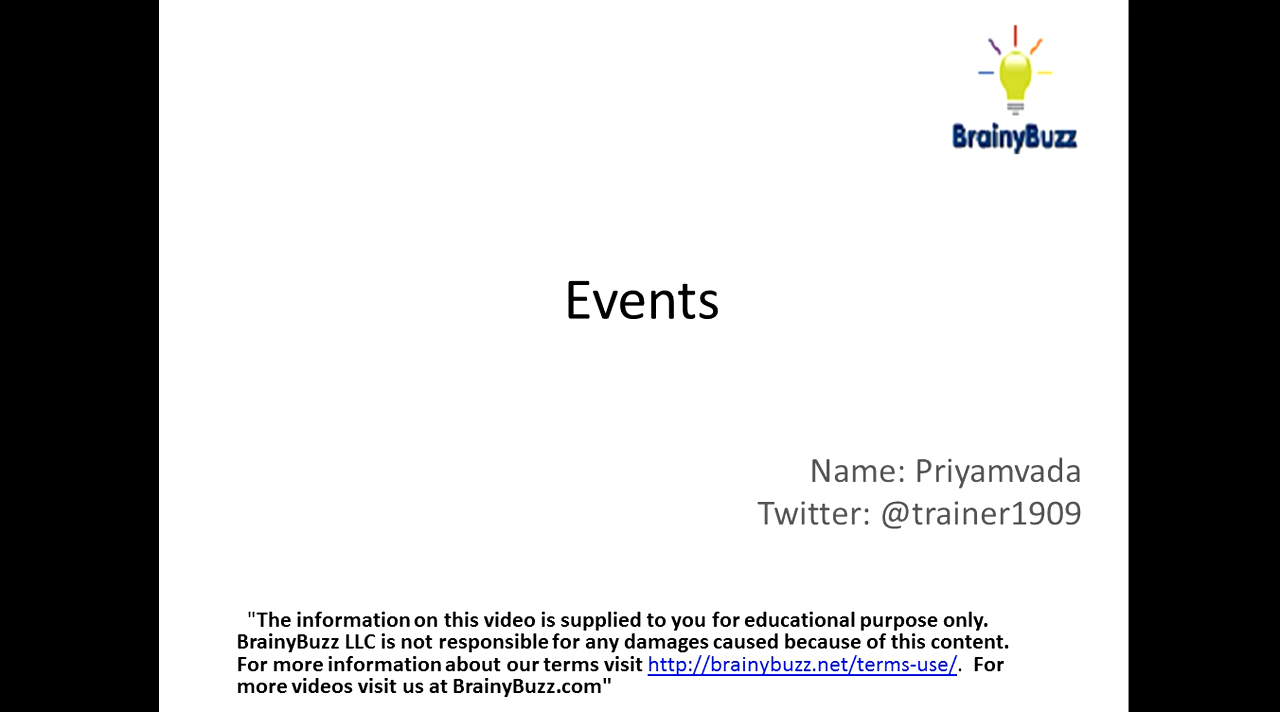 BrainyBuzz
Events
Name: Priyamvada
Twitter: @trainer1909
"The information on this video is supplied to you for educational purpose only.
BrainyBuzz LLC is not responsible for any damages caused because of this content.
For more information about our terms visit http://brainybuzz.net/terms-use/.  For
more videos visit us at BrainyBuzz.com"